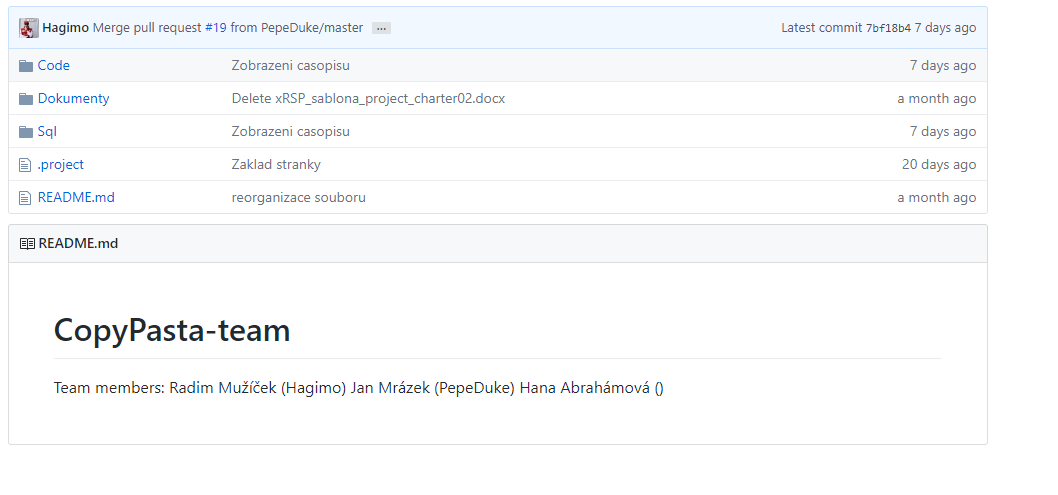 Hagimo Merge pull request #19 from PepeDuke/master ... Latest commit 7bf18b4 7 days ago
Code Zobrazeni casopisu 7 days ago
Dokumenty Delete xRSP_sablona_project_charter02.docx a month ago
Sql Zobrazeni casopisu 7 days ago
.project Zaklad stranky 20 days ago
README.md reorganizace souboru a month ago
README.md
CopyPasta-team
Team members: Radim Mužíček (Hagimo) Jan Mrázek (PepeDuke) Hana Abrahámová ()